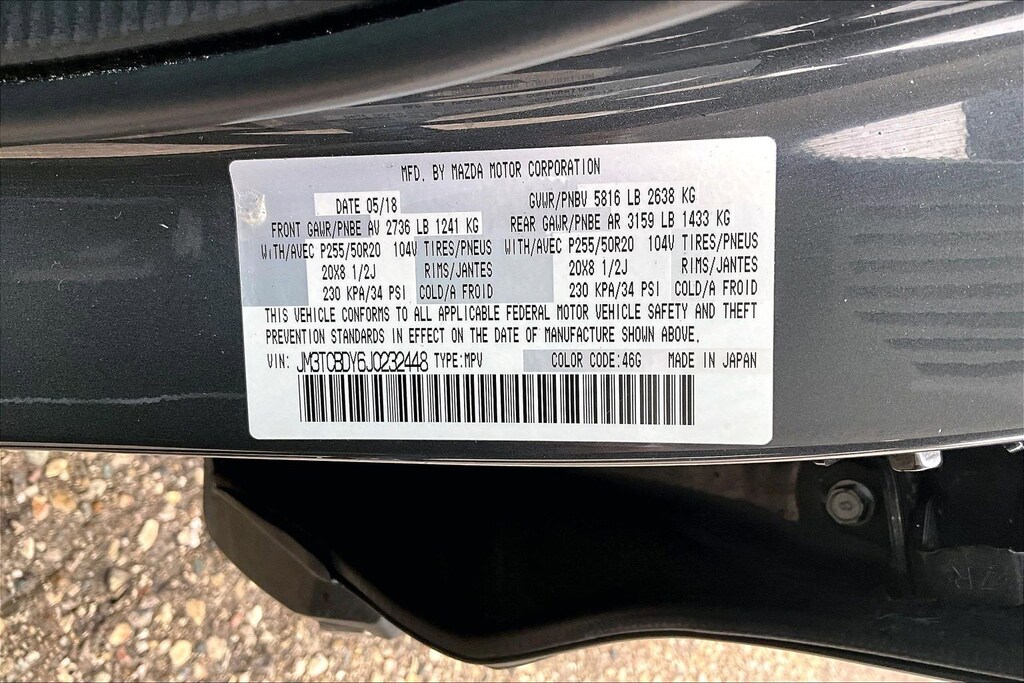 MFD. BY MAZDA MOTOR CORPORATION
DATE 05/18 GVWR/PNBV 5816 LB 2638 KG
FRONT GAWR/PNBE AV 2736 LB 1241 KG REAR GAWR/PNBE AR 3159 LB 1433 KG
WITH/AVEC P255/50R20 104V TIRES/PNEUS WITH/AVEC P255/50R20 104V TIRES/PNEUS
20X8 1/2J RIMS/JANTES 20X8 1/2J RIMS/JANTES
230 KPA/34 PSI COLD/A FROID 230 KPA/34 PSI COLD/A FROID
THIS VEHICLE CONFORMS TO ALL APPLICABLE FEDERAL MOTOR VEHICLE SAFETY AND THEFT
PREVENTION STANDARDS IN EFFECT ON THE DATE OF MANUFACTURE SHOWN ABOVE.
VIN: JM3TCBDY6J0232448 TYPE:MPV COLOR CODE:46G MADE IN JAPAN